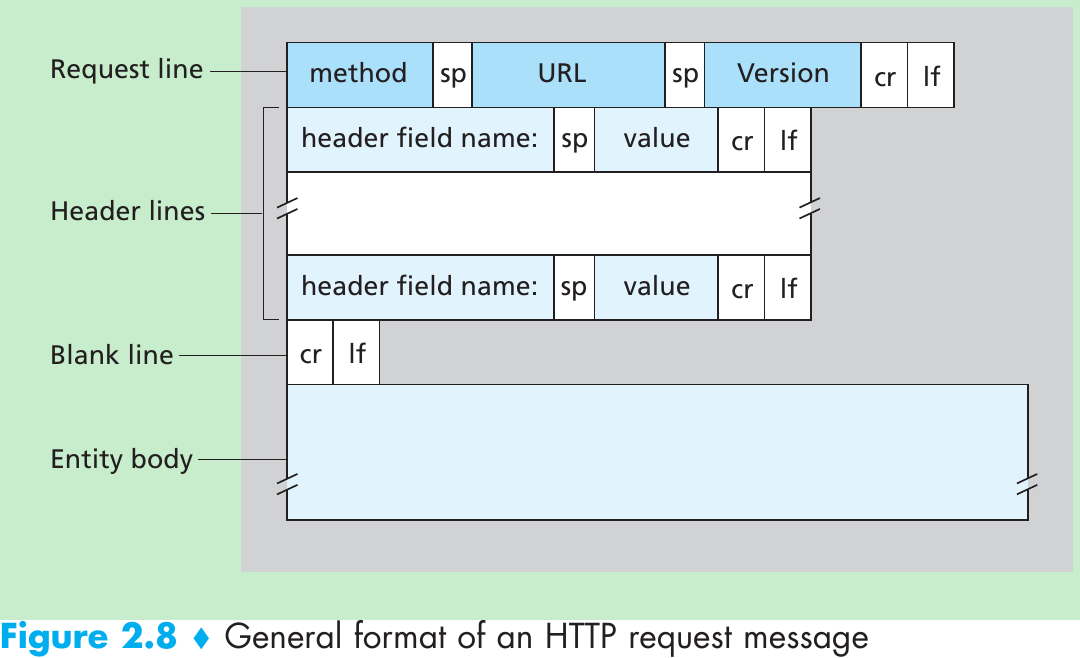 Request line method sp URL sp Version cr lf
header field name: sp value cr lf
Header lines
header field name: sp value cr lf
Blank line cr lf
Entity body
Figure 2.8 ♦ General format of an HTTP request message